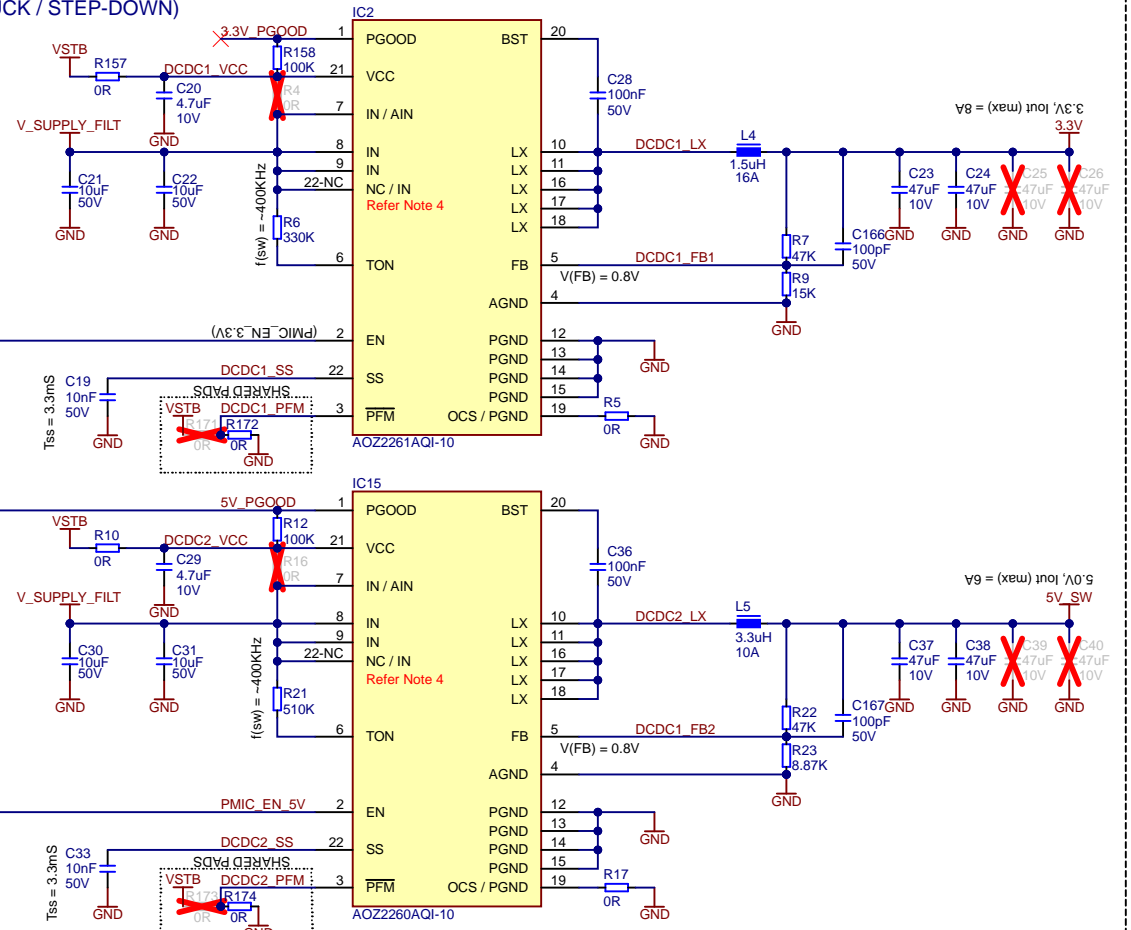 UCK / STEP-DOWN)
IC2
3.3V_PGOOD
1
PGOOD
BST
20
VSTB
R158
100K
R157
0R
DCDC1_VCC
21
VCC
C20
4.7uF
10V
GND
R4
0R
7
IN / AIN
C28
100nF
50V
V_SUPPLY_FILT
8
IN
9
IN
22-NC
NC / IN
Refer Note 4
C21
10uF
50V
GND
C22
10uF
50V
GND
f(sw) = ~400KHz
R6
330K
6
TON
LX
10
LX
11
LX
16
LX
17
LX
18
DCDC1_LX
L4
1.5uH
16A
3.3V, Iout (max) = 8A
3.3V
C23
47uF
10V
GND
C24
47uF
10V
GND
C25
47uF
10V
GND
C26
47uF
10V
GND
R7
47K
C166
100pF
50V
FB
5
DCDC1_FB1
V(FB) = 0.8V
R9
15K
AGND
4
GND
(PMIC_EN_3.3V)
2
EN
PGND
12
PGND
13
PGND
14
PGND
15
GND
Tss = 3.3mS
C19
10nF
50V
GND
DCDC1_SS
22
SS
SHARED PADS
VSTB
DCDC1_PFM
3
PFM
R171
0R
R172
0R
GND
OCS / PGND
19
R5
0R
GND
AOZ2261AQI-10
IC15
5V_PGOOD
1
PGOOD
BST
20
VSTB
R12
100K
R10
0R
DCDC2_VCC
21
VCC
C29
4.7uF
10V
GND
R16
0R
7
IN / AIN
C36
100nF
50V
V_SUPPLY_FILT
8
IN
9
IN
22-NC
NC / IN
Refer Note 4
C30
10uF
50V
GND
C31
10uF
50V
GND
f(sw) = ~400KHz
R21
510K
6
TON
LX
10
LX
11
LX
16
LX
17
LX
18
DCDC2_LX
L5
3.3uH
10A
5.0V, Iout (max) = 6A
5V_SW
C37
47uF
10V
GND
C38
47uF
10V
GND
C39
47uF
10V
GND
C40
47uF
10V
GND
R22
47K
C167
100pF
50V
FB
5
DCDC1_FB2
V(FB) = 0.8V
R23
8.87K
AGND
4
GND
PMIC_EN_5V
2
EN
PGND
12
PGND
13
PGND
14
PGND
15
GND
Tss = 3.3mS
C33
10nF
50V
GND
DCDC2_SS
22
SS
SHARED PADS
VSTB
DCDC2_PFM
3
PFM
R173
0R
R174
0R
GND
OCS / PGND
19
R17
0R
GND
AOZ2260AQI-10